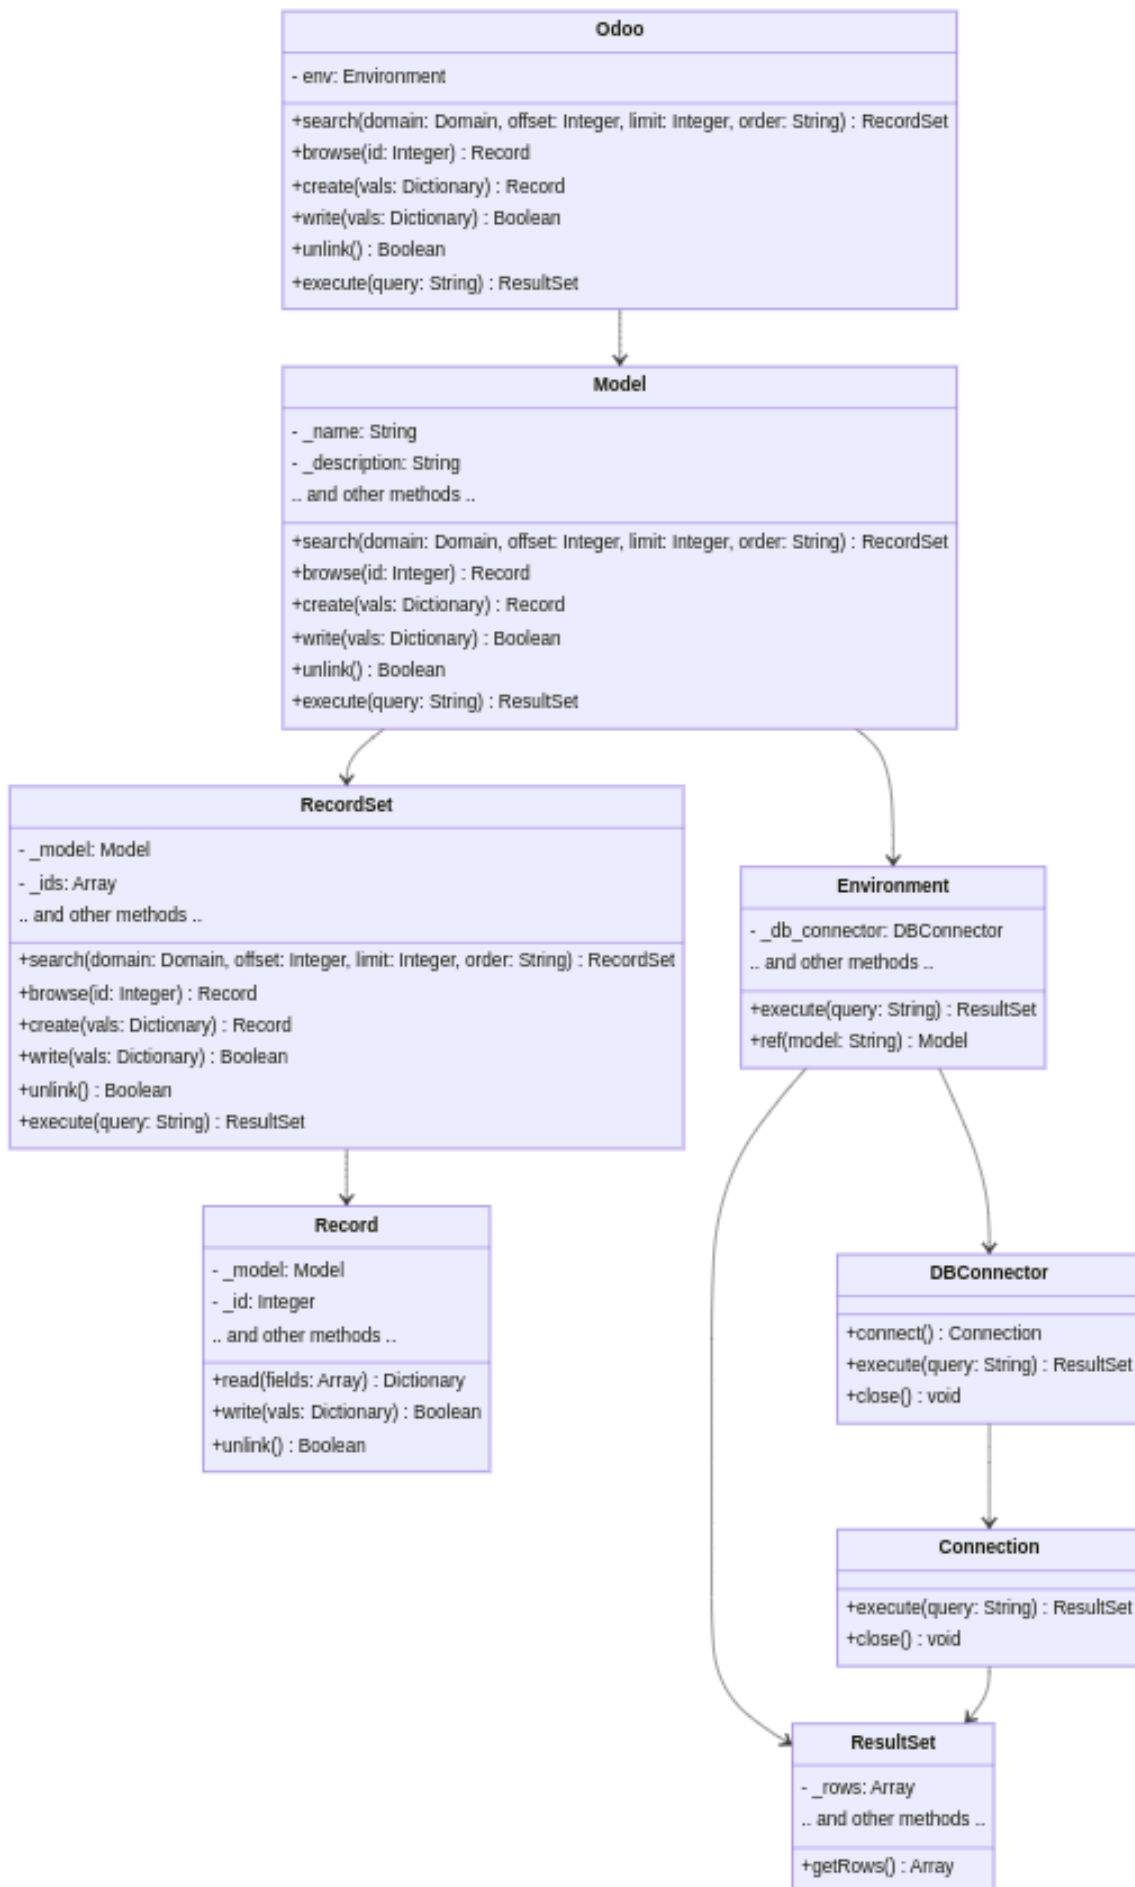 Odoo
- env: Environment
+search(domain: Domain, offset: Integer, limit: Integer, order: String) : RecordSet
+browse(id: Integer) : Record
+create(vals: Dictionary) : Record
+write(vals: Dictionary) : Boolean
+unlink() : Boolean
+execute(query: String) : ResultSet
Model
- _name: String
- _description: String
.. and other methods ..
+search(domain: Domain, offset: Integer, limit: Integer, order: String) : RecordSet
+browse(id: Integer) : Record
+create(vals: Dictionary) : Record
+write(vals: Dictionary) : Boolean
+unlink() : Boolean
+execute(query: String) : ResultSet
RecordSet
- _model: Model
- _ids: Array
.. and other methods ..
+search(domain: Domain, offset: Integer, limit: Integer, order: String) : RecordSet
+browse(id: Integer) : Record
+create(vals: Dictionary) : Record
+write(vals: Dictionary) : Boolean
+unlink() : Boolean
+execute(query: String) : ResultSet
Environment
- _db_connector: DBConnector
.. and other methods ..
+execute(query: String) : ResultSet
+ref(model: String) : Model
Record
- _model: Model
- _id: Integer
.. and other methods ..
+read(fields: Array) : Dictionary
+write(vals: Dictionary) : Boolean
+unlink() : Boolean
DBConnector
+connect() : Connection
+execute(query: String) : ResultSet
+close() : void
Connection
+execute(query: String) : ResultSet
+close() : void
ResultSet
- _rows: Array
.. and other methods ..
+getRows() : Array